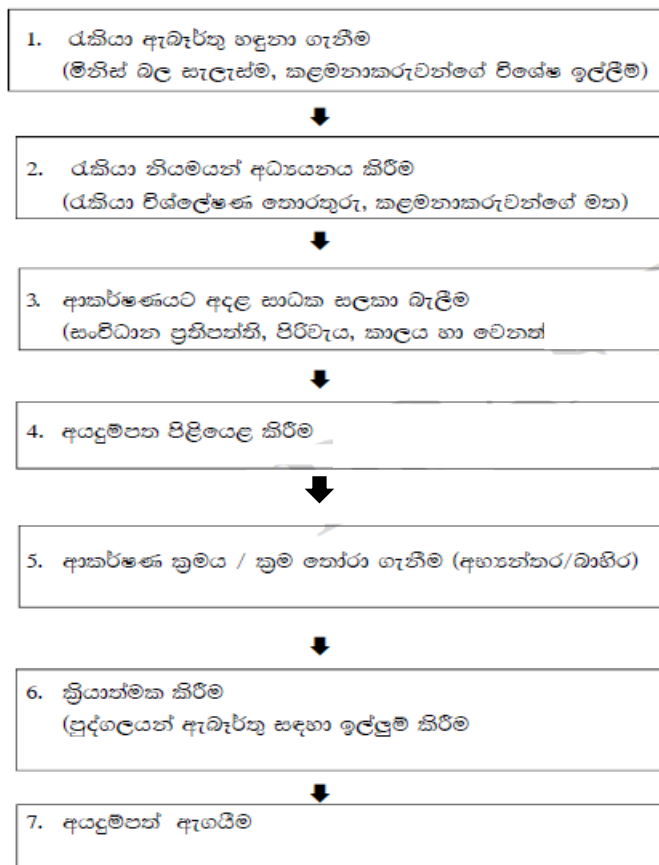 1. රැකියා ඇබෑර්තු හඳුනා ගැනීම
(මිනිස් බල සැලැස්ම, කළමනාකරුවන්ගේ විශේෂ ඉල්ලීම්)
2. රැකියා නියමයන් අධ්‍යයනය කිරීම
(රැකියා විශ්ලේෂණ තොරතුරු, කළමනාකරුවන්ගේ මත)
3. ආකර්ෂණයට අදළ සාධක සලකා බැලීම
(සංවිධාන ප්‍රතිපත්ති, පිරිවැය, කාලය හා වෙනත්
4. අයදුම්පත පිළියෙළ කිරීම
5. ආකර්ෂණ ක්‍රමය / ක්‍රම තෝරා ගැනීම (අභ්‍යන්තර/බාහිර)
6. ක්‍රියාත්මක කිරීම
(පුද්ගලයන් ඇබෑර්තු සඳහා ඉල්ලුම් කිරීම
7. අයදුම්පත් ඇගයීම